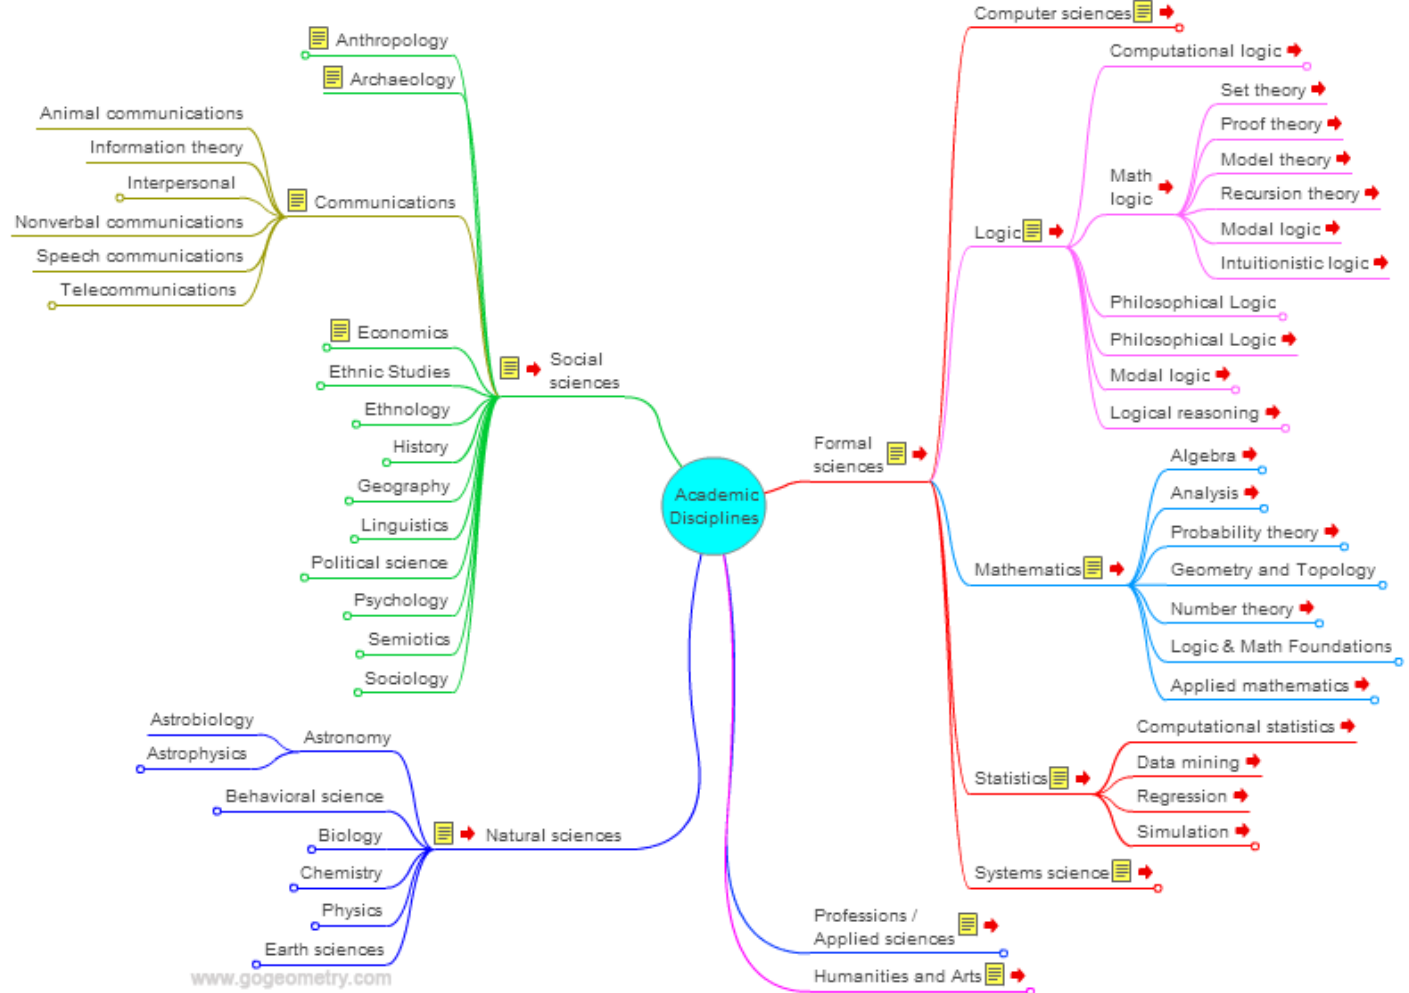 Academic
Disciplines
Social
sciences
Anthropology
Archaeology
Communications
Animal communications
Information theory
Interpersonal
Nonverbal communications
Speech communications
Telecommunications
Economics
Ethnic Studies
Ethnology
History
Geography
Linguistics
Political science
Psychology
Semiotics
Sociology
Natural sciences
Astronomy
Astrobiology
Astrophysics
Behavioral science
Biology
Chemistry
Physics
Earth sciences
www.gogeometry.com
Formal
sciences
Computer sciences
Logic
Computational logic
Math
logic
Set theory
Proof theory
Model theory
Recursion theory
Modal logic
Intuitionistic logic
Philosophical Logic
Philosophical Logic
Modal logic
Logical reasoning
Mathematics
Algebra
Analysis
Probability theory
Geometry and Topology
Number theory
Logic & Math Foundations
Applied mathematics
Statistics
Computational statistics
Data mining
Regression
Simulation
Systems science
Professions /
Applied sciences
Humanities and Arts